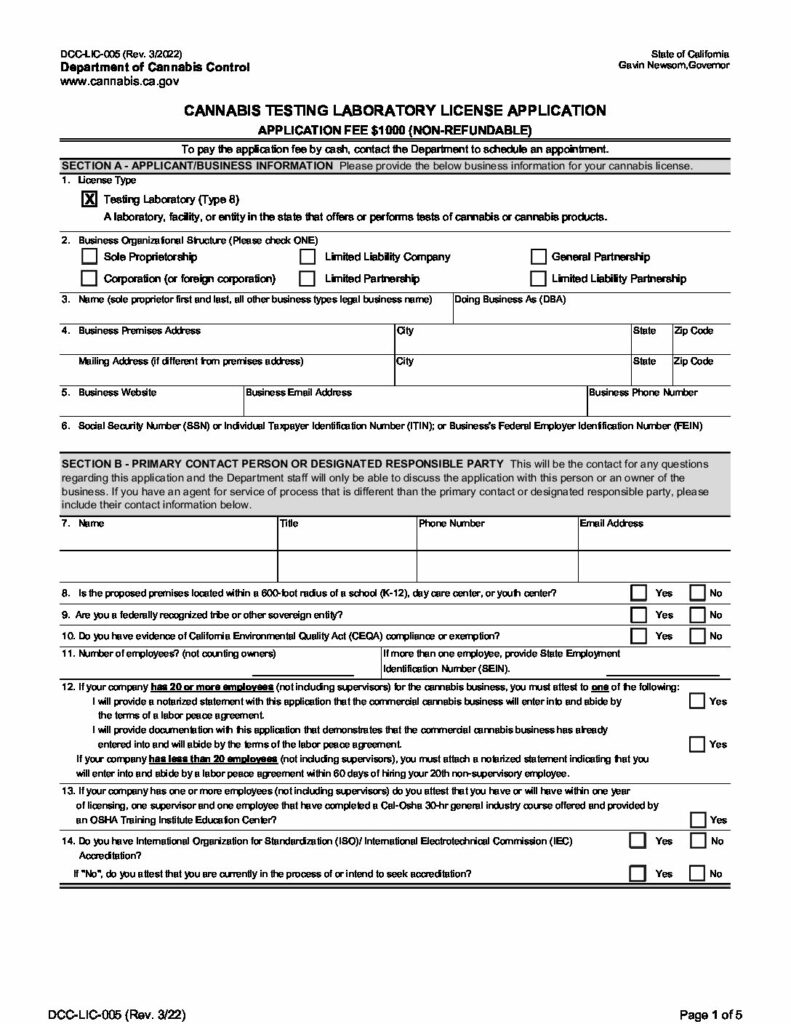 DCC-LIC-005 (Rev. 3/2022)
State of California
Department of Cannabis Control
Gavin Newsom,Governor
www.cannabis.ca.gov
CANNABIS TESTING LABORATORY LICENSE APPLICATION
APPLICATION FEE $1000 (NON-REFUNDABLE)
To pay the application fee by cash, contact the Department to schedule an appointment.
SECTION A - APPLICANT/BUSINESS INFORMATION Please provide the below business information for your cannabis license.
1. License Type
X Testing Laboratory (Type 8)
A laboratory, facility, or entity in the state that offers or performs tests of cannabis or cannabis products.
2. Business Organizational Structure (Please check ONE)
Sole Proprietorship Limited Liability Company General Partnership
Corporation (or foreign corporation) Limited Partnership Limited Liability Partnership
3. Name (sole proprietor first and last, all other business types legal business name) Doing Business As (DBA)
4. Business Premises Address City State Zip Code
Mailing Address (if different from premises address) City State Zip Code
5. Business Website Business Email Address Business Phone Number
6. Social Security Number (SSN) or Individual Taxpayer Identification Number (ITIN); or Business's Federal Employer Identification Number (FEIN)
SECTION B - PRIMARY CONTACT PERSON OR DESIGNATED RESPONSIBLE PARTY This will be the contact for any questions
regarding this application and the Department staff will only be able to discuss the application with this person or an owner of the
business. If you have an agent for service of process that is different than the primary contact or designated responsible party, please
include their contact information below.
7. Name Title Phone Number Email Address
8. Is the proposed premises located within a 600-foot radius of a school (K-12), day care center, or youth center? Yes No
9. Are you a federally recognized tribe or other sovereign entity? Yes No
10. Do you have evidence of California Environmental Quality Act (CEQA) compliance or exemption? Yes No
11. Number of employees? (not counting owners) If more than one employee, provide State Employment
Identification Number (SEIN).
12. If your company has 20 or more employees (not including supervisors) for the cannabis business, you must attest to one of the following:
I will provide a notarized statement with this application that the commercial cannabis business will enter into and abide by Yes
the terms of a labor peace agreement.
I will provide documentation with this application that demonstrates that the commercial cannabis business has already
entered into and will abide by the terms of the labor peace agreement. Yes
If your company has less than 20 employees (not including supervisors), you must attach a notarized statement indicating that you
will enter into and abide by a labor peace agreement within 60 days of hiring your 20th non-supervisory employee.
13. If your company has one or more employees (not including supervisors) do you attest that you have or will have within one year
of licensing, one supervisor and one employee that have completed a Cal-Osha 30-hr general industry course offered and provided by
an OSHA Training Institute Education Center? Yes
14. Do you have International Organization for Standardization (ISO)/ International Electrotechnical Commission (IEC) Yes No
Accreditation?
If "No", do you attest that you are currently in the process of or intend to seek accreditation? Yes No
DCC-LIC-005 (Rev. 3/22)
Page 1 of 5